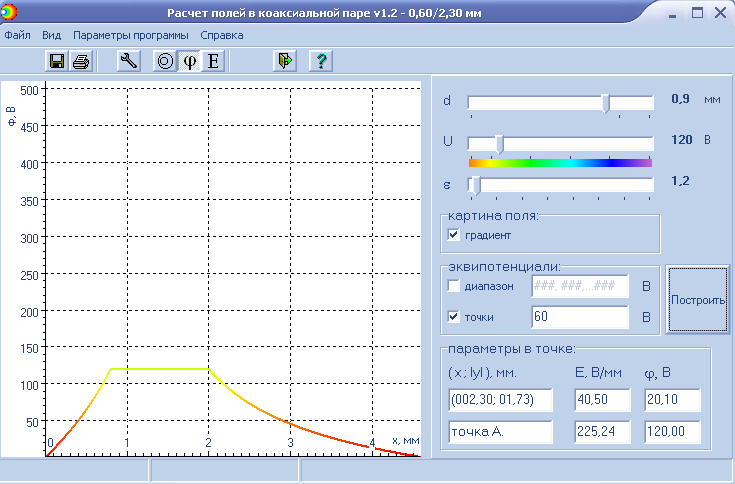 Расчет полей в коаксиальной паре v1.2 - 0,60/2,30 мм
Файл Вид Параметры программы Справка
φ E ?
500
φ, В
450
400
350
300
250
200
150
100
50
0 1 2 3 4 x, мм
d 0,9 мм
U 120 В
ε 1,2
картина поля:
градиент
эквипотенциали:
диапазон ###, ###,...### В
точки 60 В
Построить
параметры в точке:
(x; lyl), мм. E, В/мм φ, В
(002,30; 01,73) 40,50 20,10
точка А. 225,24 120,00